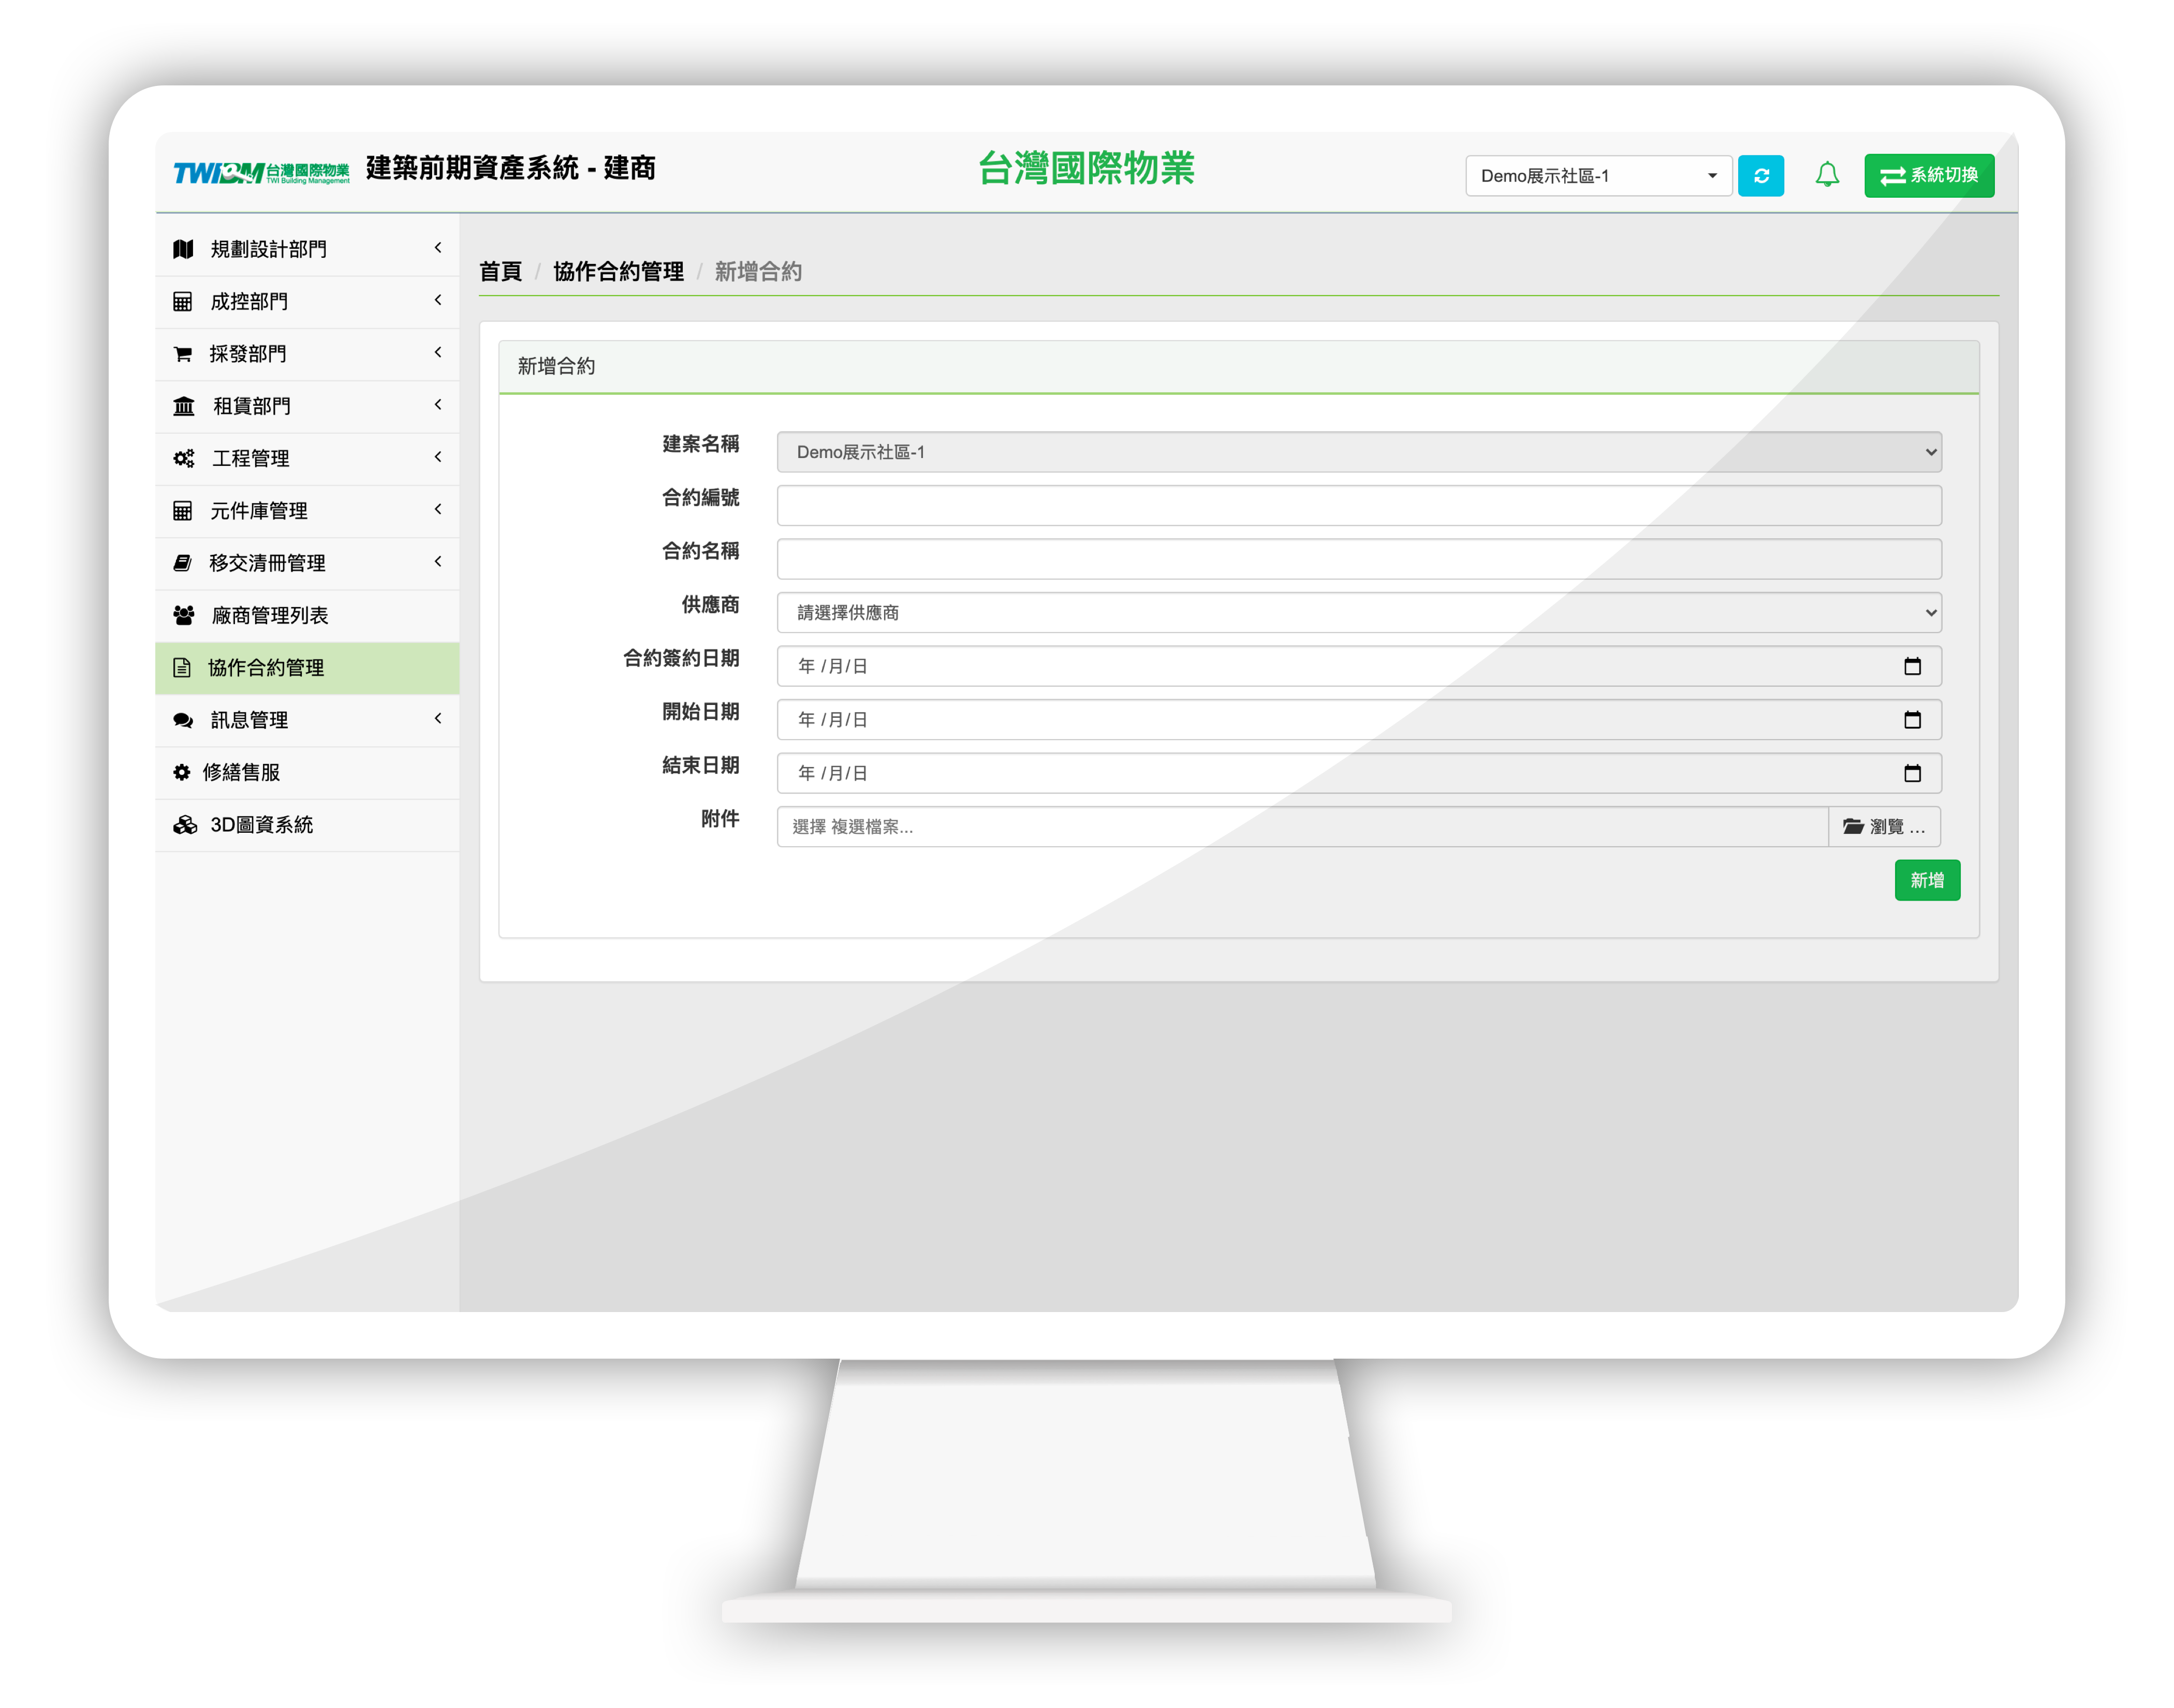 TWIBM 台灣國際物業
TWI Building Management
建築前期資產系統 - 建商
台灣國際物業
Demo展示社區-1
系統切換
規劃設計部門
成控部門
採發部門
租賃部門
工程管理
元件庫管理
移交清冊管理
廠商管理列表
協作合約管理
訊息管理
修繕售服
3D圖資系統
首頁 / 協作合約管理 / 新增合約
新增合約
建案名稱 Demo展示社區-1
合約編號
合約名稱
供應商 請選擇供應商
合約簽約日期 年 /月/日
開始日期 年 /月/日
結束日期 年 /月/日
附件 選擇 複選檔案... 瀏覽 ...
新增